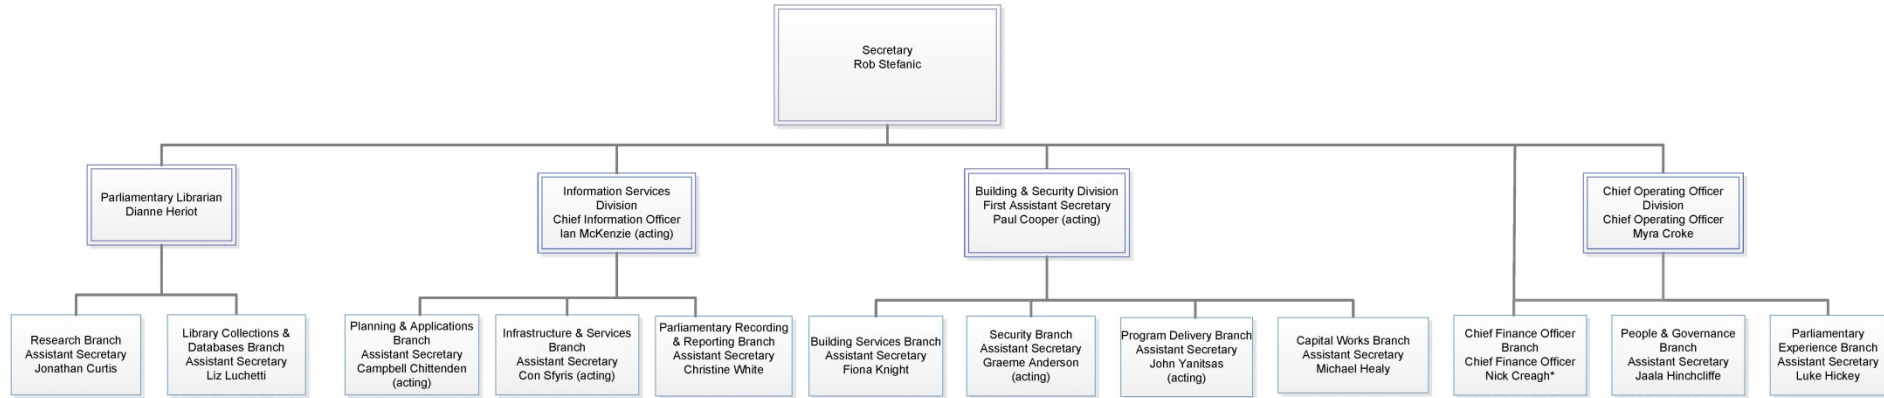 Secretary
Rob Stefanic
Parliamentary Librarian
Dianne Heriot
Information Services
Division
Chief Information Officer
Ian McKenzie (acting)
Building & Security Division
First Assistant Secretary
Paul Cooper (acting)
Chief Operating Officer
Division
Chief Operating Officer
Myra Croke
Research Branch
Assistant Secretary
Jonathan Curtis
Library Collections &
Databases Branch
Assistant Secretary
Liz Luchetti
Planning & Applications
Branch
Assistant Secretary
Campbell Chittenden
(acting)
Infrastructure & Services
Branch
Assistant Secretary
Con Sfyris (acting)
Parliamentary Recording
& Reporting Branch
Assistant Secretary
Christine White
Building Services Branch
Assistant Secretary
Fiona Knight
Security Branch
Assistant Secretary
Graeme Anderson
(acting)
Program Delivery Branch
Assistant Secretary
John Yanitsas
(acting)
Capital Works Branch
Assistant Secretary
Michael Healy
Chief Finance Officer
Branch
Chief Finance Officer
Nick Creagh*
People & Governance
Branch
Assistant Secretary
Jaala Hinchcliffe
Parliamentary
Experience Branch
Assistant Secretary
Luke Hickey